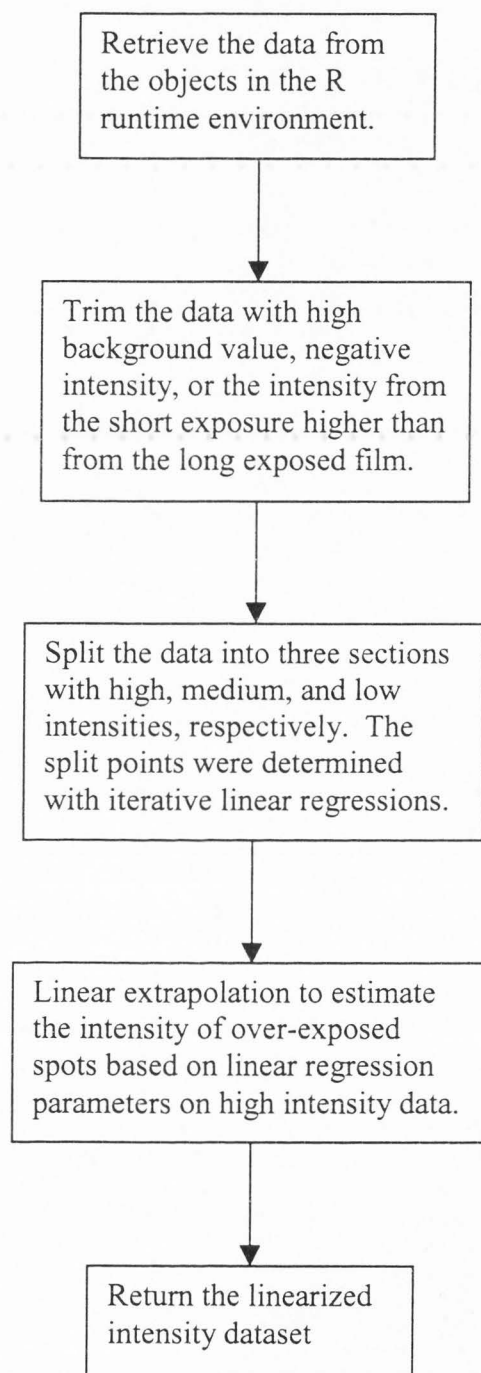 Retrieve the data from
the objects in the R
runtime environment.
Trim the data with high
background value, negative
intensity, or the intensity from
the short exposure higher than
from the long exposed film.
Split the data into three sections
with high, medium, and low
intensities, respectively.  The
split points were determined
with iterative linear regressions.
Linear extrapolation to estimate
the intensity of over-exposed
spots based on linear regression
parameters on high intensity data.
Return the linearized
intensity dataset